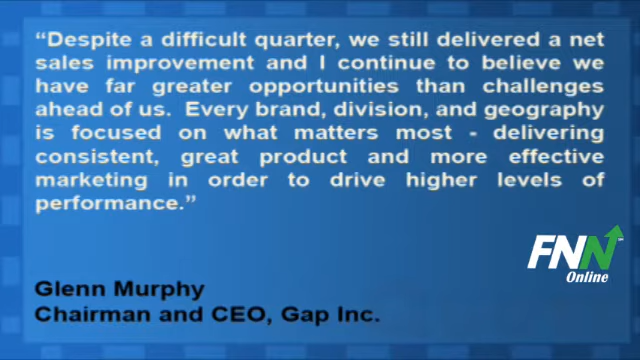 “Despite a difficult quarter, we still delivered a net
sales improvement and I continue to believe we
have far greater opportunities than challenges
ahead of us. Every brand, division, and geography
is focused on what matters most - delivering
consistent, great product and more effective
marketing in order to drive higher levels of
performance.”
FNN
Online
Glenn Murphy
Chairman and CEO, Gap Inc.